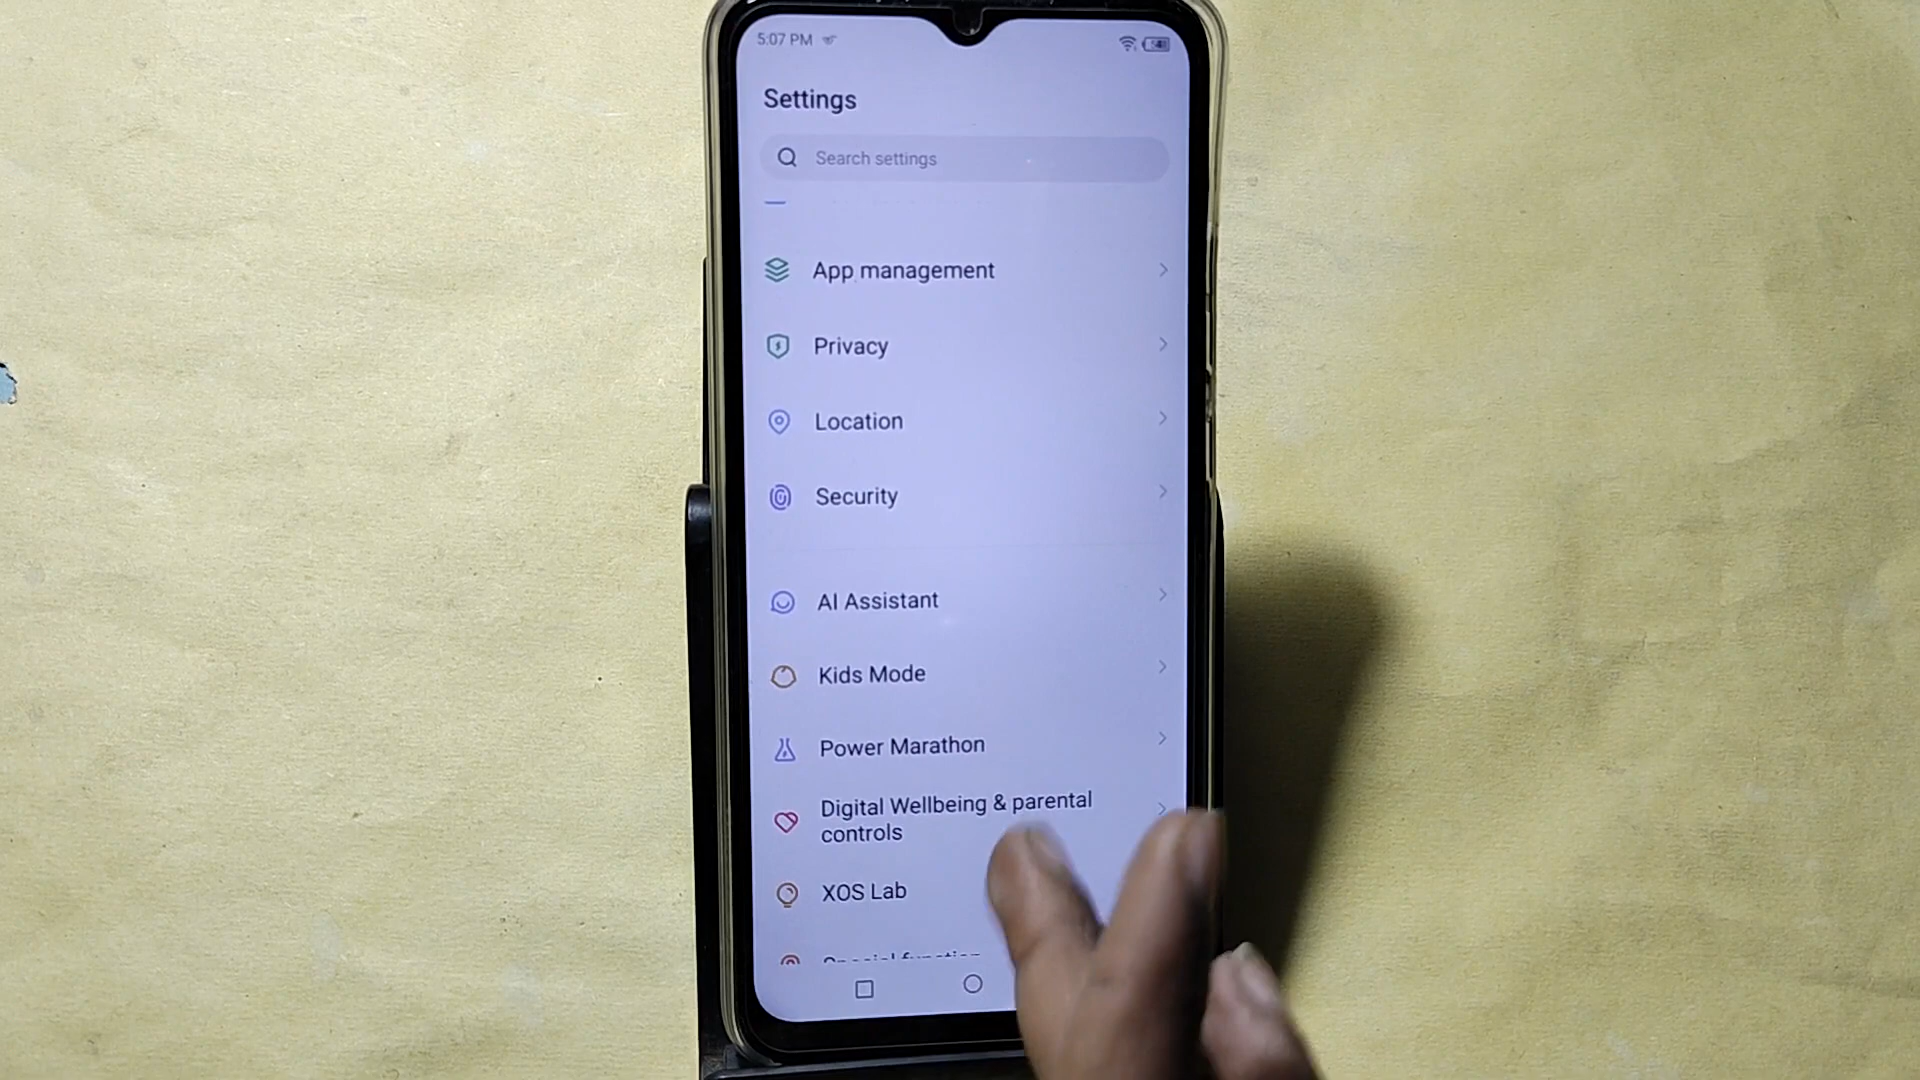 5:07 PM
Settings
Search settings
App management
Privacy
Location
Security
AI Assistant
Kids Mode
Power Marathon
Digital Wellbeing & parental
controls
XOS Lab